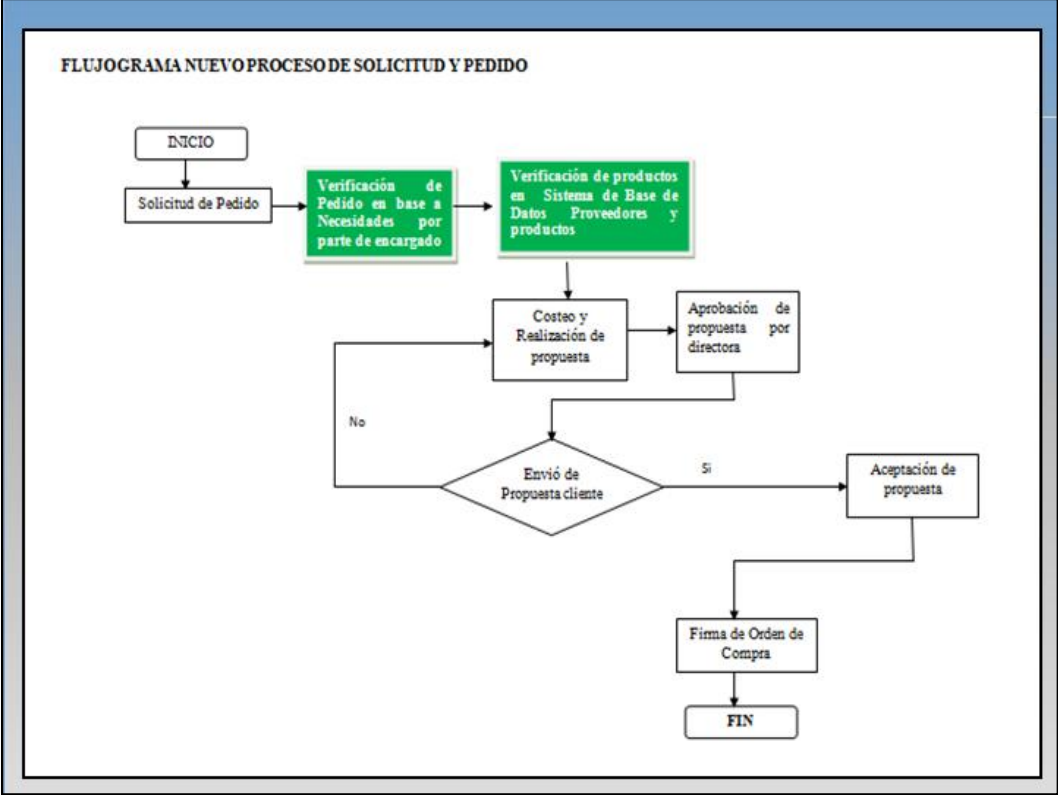 FLUJOGRAMA NUEVO PROCESO DE SOLICITUD Y PEDIDO
INICIO
Solicitud de Pedido
Verificación de
Pedido en base a
Necesidades por
parte de encargado
Verificación de productos
en Sistema de Base de
Datos Proveedores y
productos
Costeo y
Realización de
propuesta
Aprobación de
propuesta por
directora
No
Envió de
Propuesta cliente
Si
Aceptación de
propuesta
Firma de Orden de
Compra
FIN